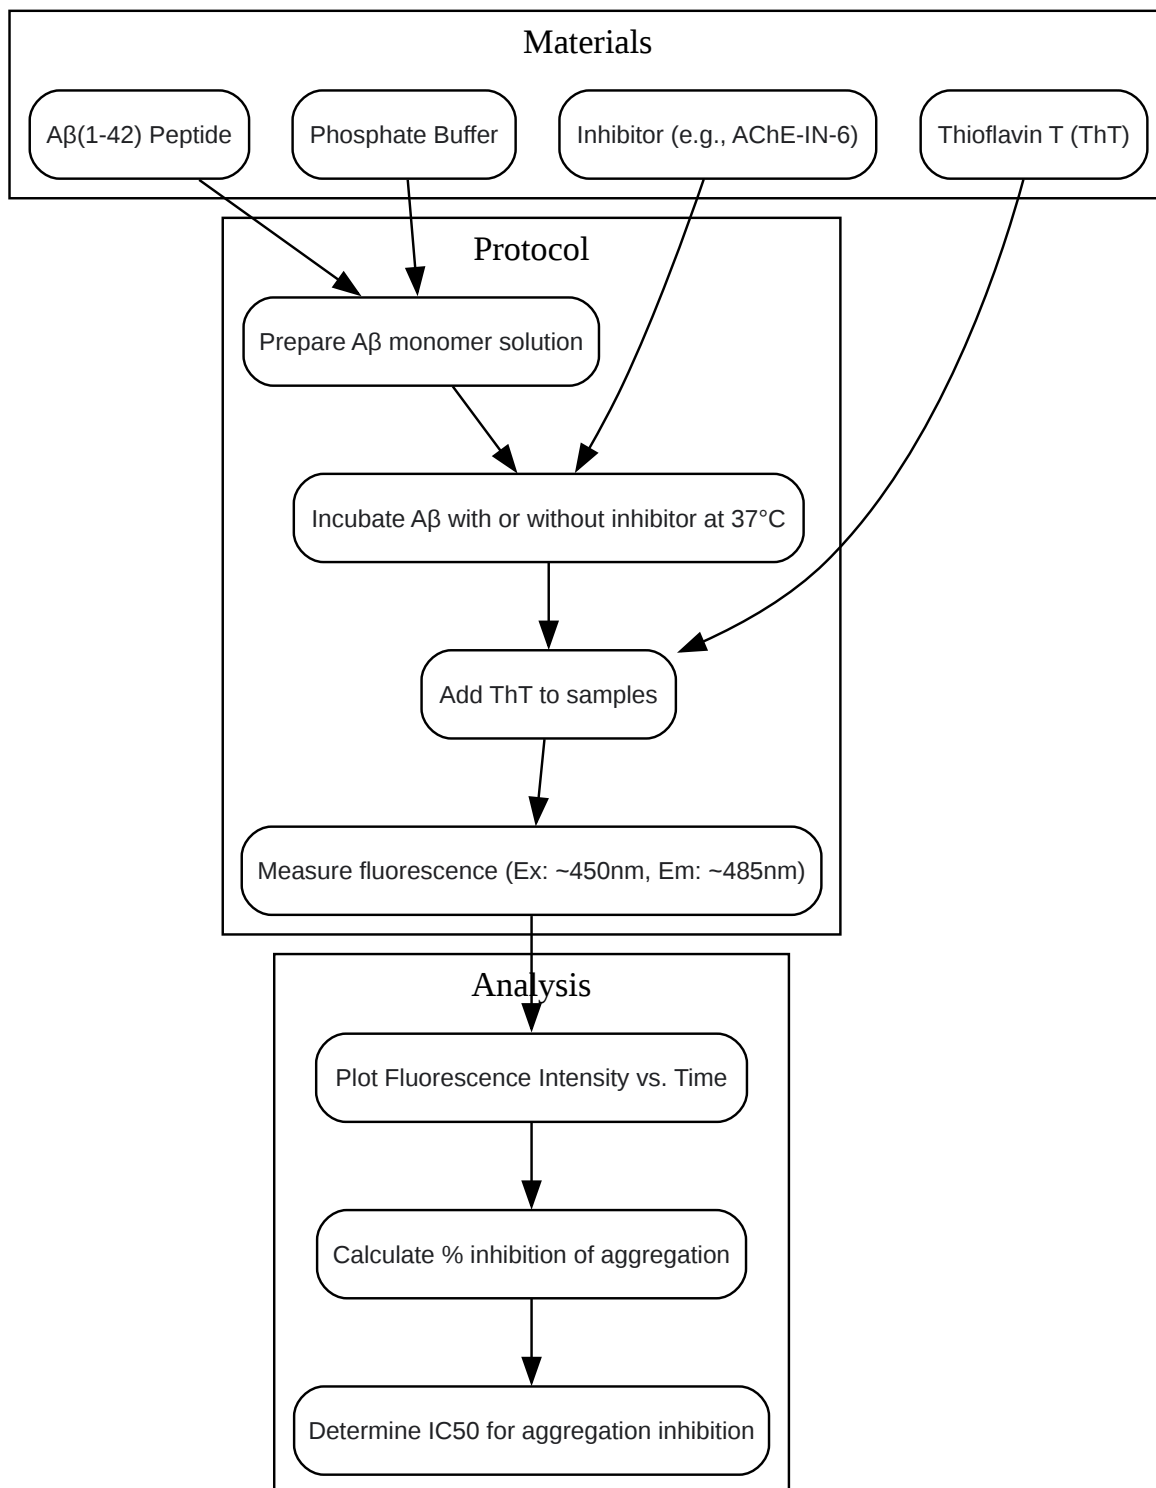 Materials
Aβ(1-42) Peptide
Phosphate Buffer
Inhibitor (e.g., AChE-IN-6)
Thioflavin T (ThT)
Protocol
Prepare Aβ monomer solution
Incubate Aβ with or without inhibitor at 37°C
Add ThT to samples
Measure fluorescence (Ex: ~450nm, Em: ~485nm)
Analysis
Plot Fluorescence Intensity vs. Time
Calculate % inhibition of aggregation
Determine IC50 for aggregation inhibition